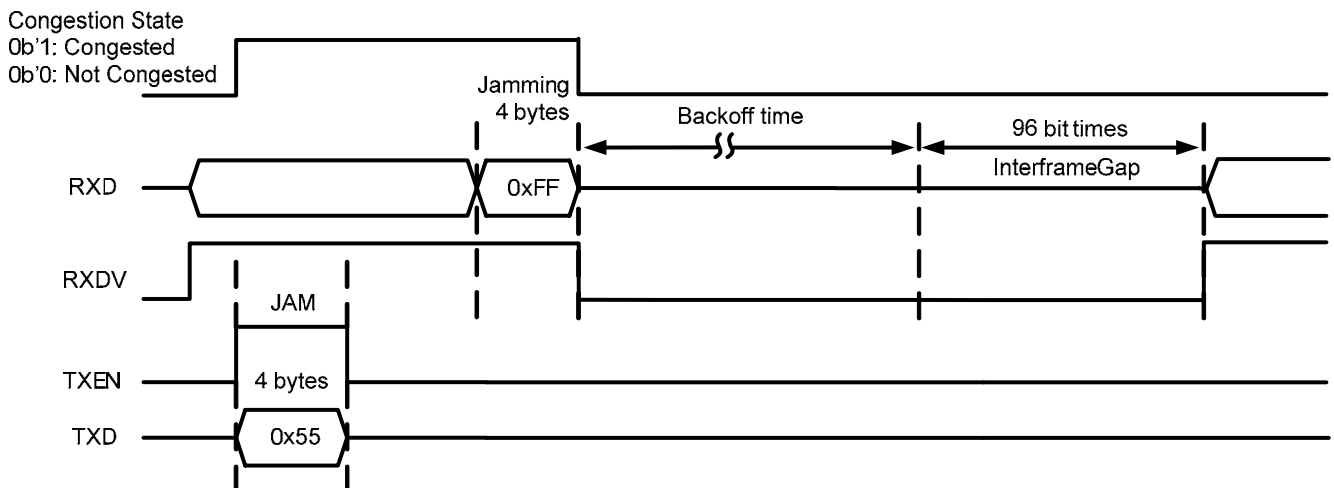 Congestion State
0b'1: Congested
0b'0: Not Congested
Jamming
4 bytes
Backoff time
96 bit times
InterframeGap
RXD
0xFF
RXDV
JAM
TXEN
4 bytes
TXD
0x55